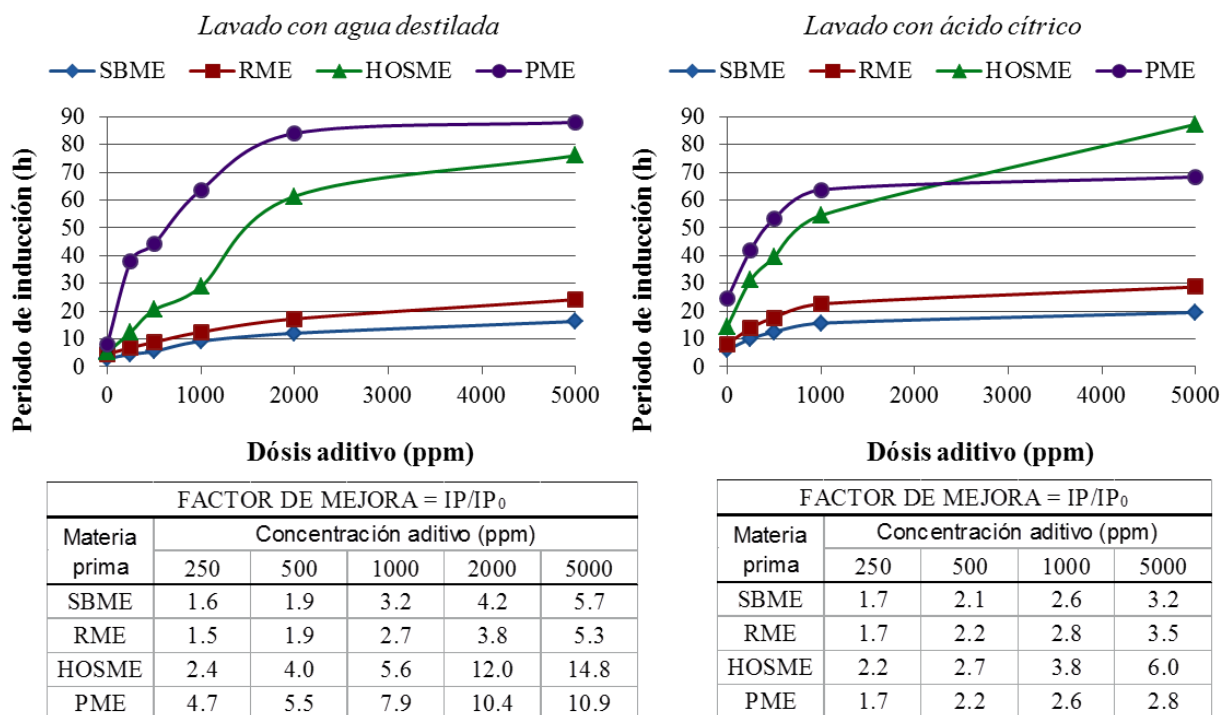 Lavado con agua destilada
SBME RME HOSME PME
Periodo de inducción (h)
90
80
70
60
50
40
30
20
10
0
0 1000 2000 3000 4000 5000
Dósis aditivo (ppm)
FACTOR DE MEJORA = IP/IP₀
Materia prima
Concentración aditivo (ppm)
250 500 1000 2000 5000
SBME 1.6 1.9 3.2 4.2 5.7
RME 1.5 1.9 2.7 3.8 5.3
HOSME 2.4 4.0 5.6 12.0 14.8
PME 4.7 5.5 7.9 10.4 10.9
Lavado con ácido cítrico
SBME RME HOSME PME
Periodo de inducción (h)
90
80
70
60
50
40
30
20
10
0
0 1000 2000 3000 4000 5000
Dósis aditivo (ppm)
FACTOR DE MEJORA = IP/IP₀
Materia prima
Concentración aditivo (ppm)
250 500 1000 5000
SBME 1.7 2.1 2.6 3.2
RME 1.7 2.2 2.8 3.5
HOSME 2.2 2.7 3.8 6.0
PME 1.7 2.2 2.6 2.8